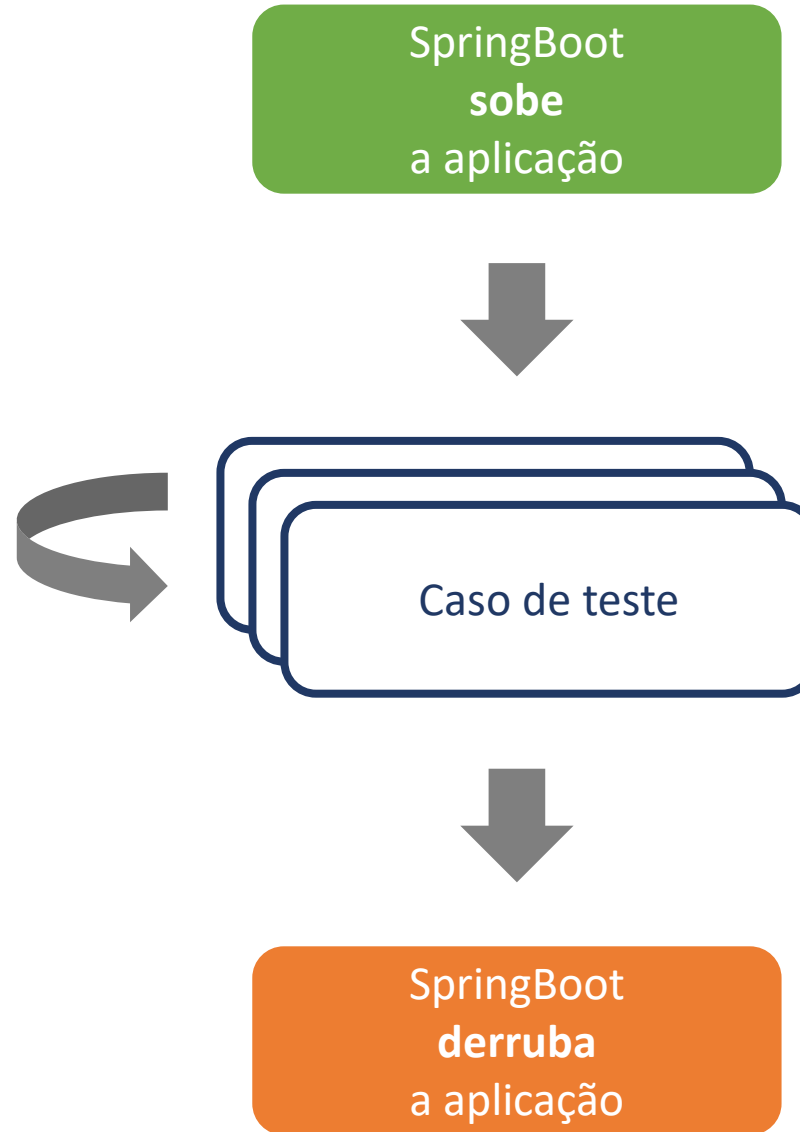 SpringBoot
sobe
a aplicação
Caso de teste
SpringBoot
derruba
a aplicação